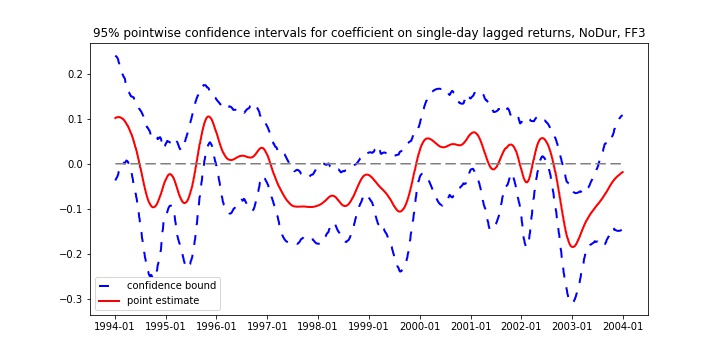 95% pointwise confidence intervals for coefficient on single-day lagged returns, NoDur, FF3
0.2
0.1
0.0
−0.1
−0.2
−0.3
confidence bound
point estimate
1994-01 1995-01 1996-01 1997-01 1998-01 1999-01 2000-01 2001-01 2002-01 2003-01 2004-01